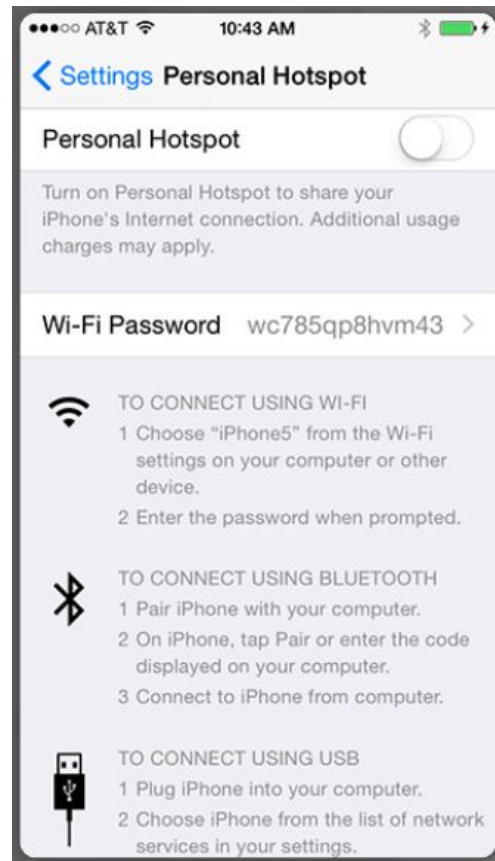 AT&T 10:43 AM
Settings Personal Hotspot
Personal Hotspot
Turn on Personal Hotspot to share your
iPhone's Internet connection. Additional usage
charges may apply.
Wi-Fi Password wc785qp8hvm43
TO CONNECT USING WI-FI
1 Choose “iPhone5” from the Wi-Fi
settings on your computer or other
device.
2 Enter the password when prompted.
TO CONNECT USING BLUETOOTH
1 Pair iPhone with your computer.
2 On iPhone, tap Pair or enter the code
displayed on your computer.
3 Connect to iPhone from computer.
TO CONNECT USING USB
1 Plug iPhone into your computer.
2 Choose iPhone from the list of network
services in your settings.